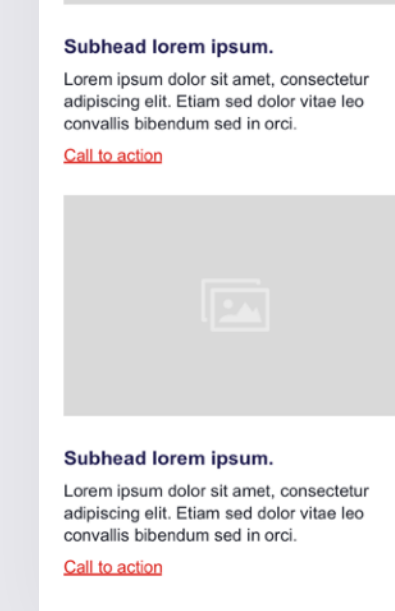 Subhead lorem ipsum.
Lorem ipsum dolor sit amet, consectetur
adipiscing elit. Etiam sed dolor vitae leo
convallis bibendum sed in orci.
Call to action
Subhead lorem ipsum.
Lorem ipsum dolor sit amet, consectetur
adipiscing elit. Etiam sed dolor vitae leo
convallis bibendum sed in orci.
Call to action